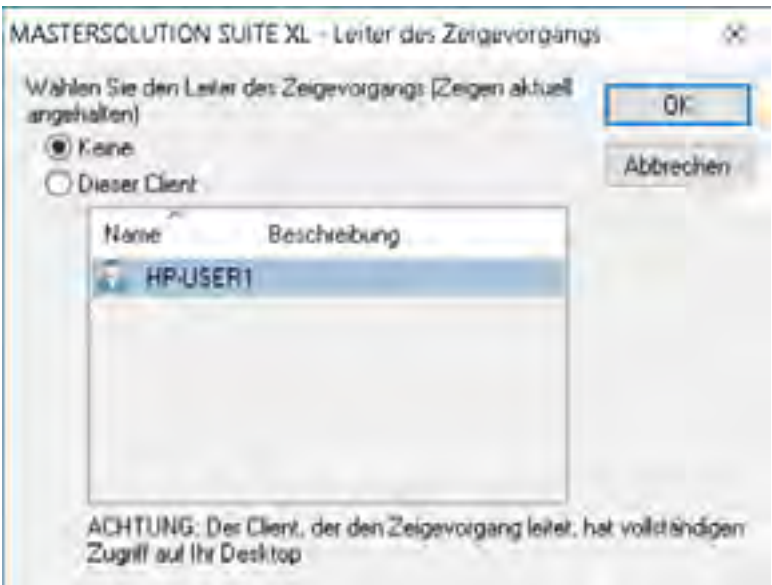 MASTERSOLUTION SUITE XL - Leiter des Zeigevorgangs
Wählen Sie den Leiter des Zeigevorgangs (Zeigen aktuell
angehalten)
OK
Keine
Abbrechen
Dieser Client
Name Beschreibung
HP-USER1
ACHTUNG: Der Client, der den Zeigevorgang leitet, hat vollständigen
Zugriff auf Ihr Desktop